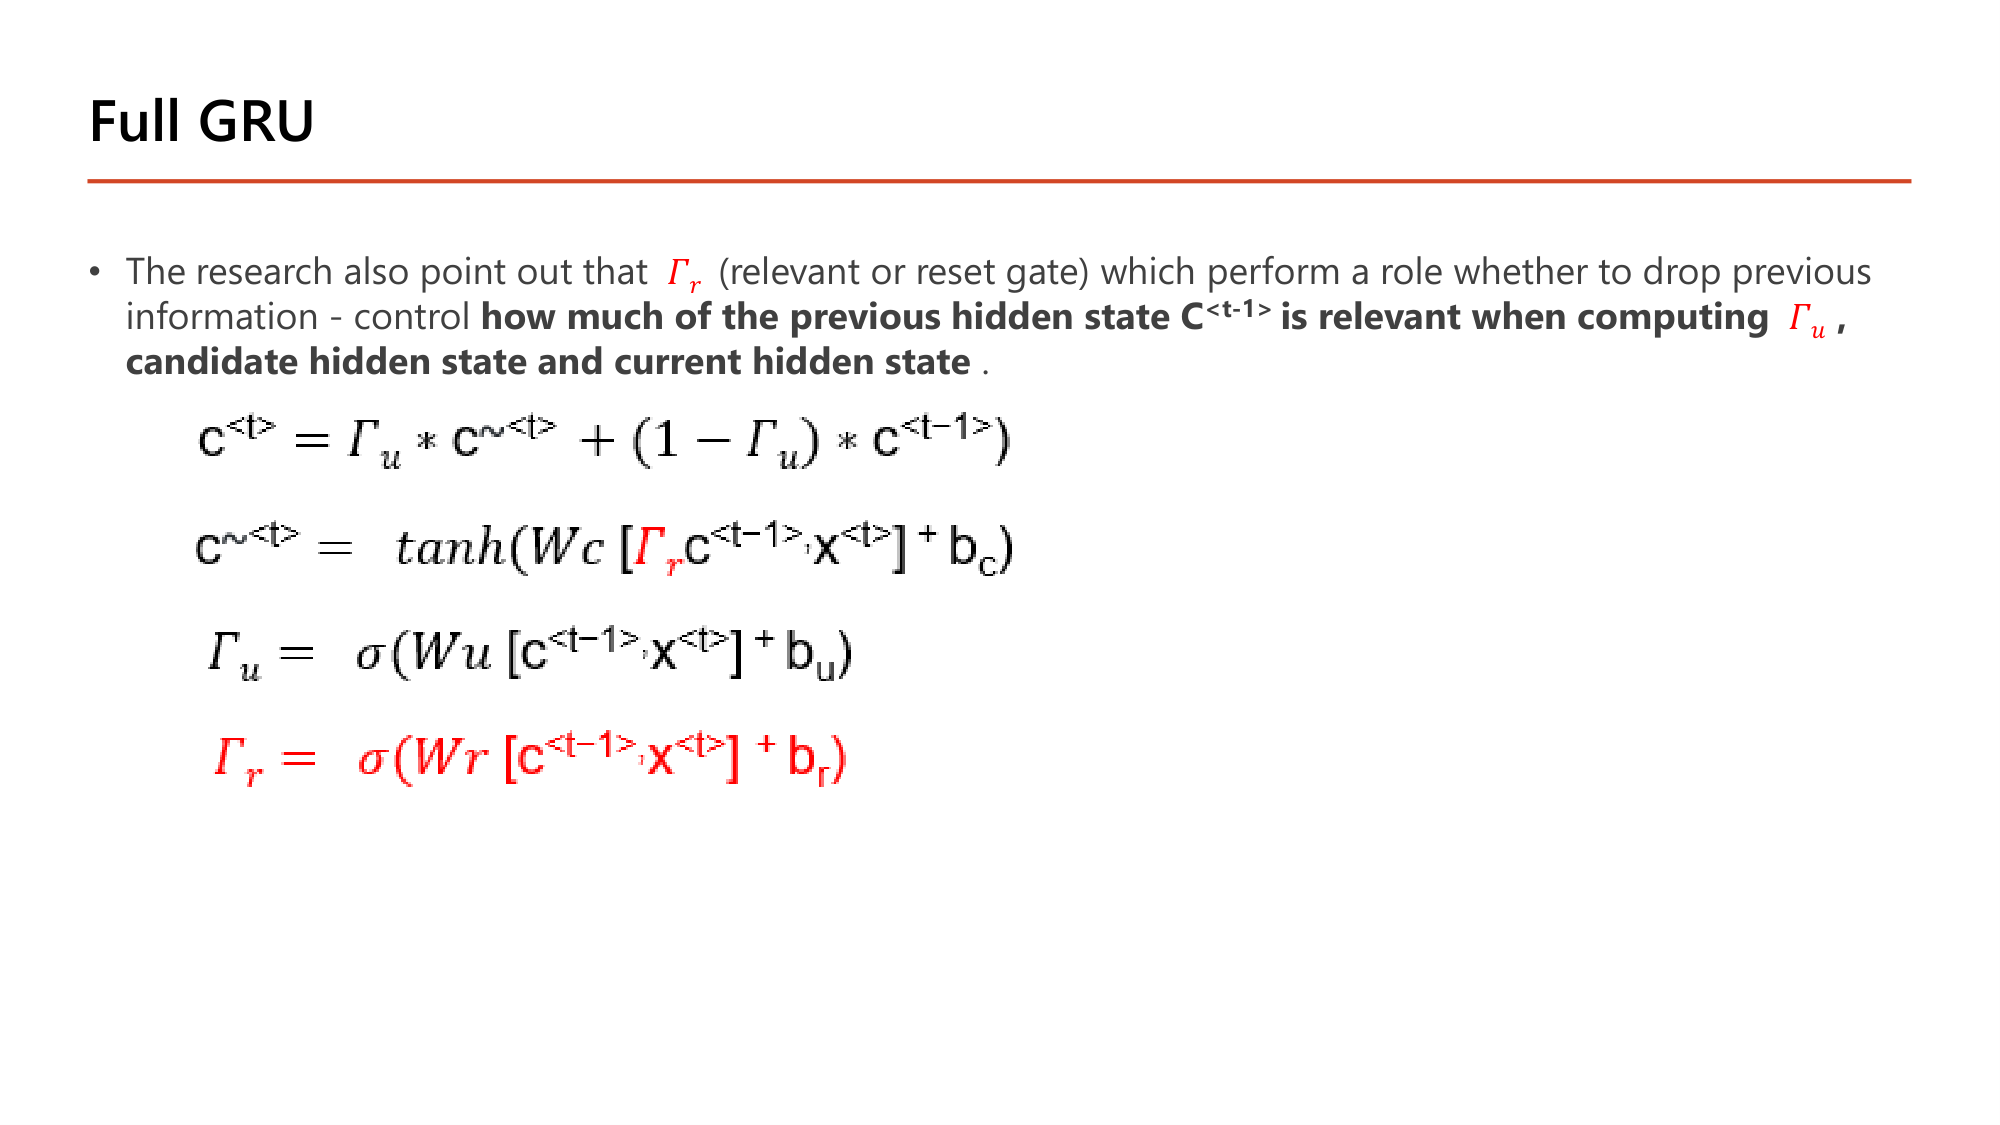 Full GRU
• The research also point out that Γᵣ (relevant or reset gate) which perform a role whether to drop previous
information - control how much of the previous hidden state C<t-1> is relevant when computing Γᵤ ,
candidate hidden state and current hidden state .
c<t> = Γᵤ * c~<t> + (1 − Γᵤ) * c<t−1>)
c~<t> = tanh(Wc [Γᵣc<t−1>,x<t>] + b_c)
Γᵤ = σ(Wu [c<t−1>,x<t>] + bᵤ)
Γᵣ = σ(Wr [c<t−1>,x<t>] + bᵣ)